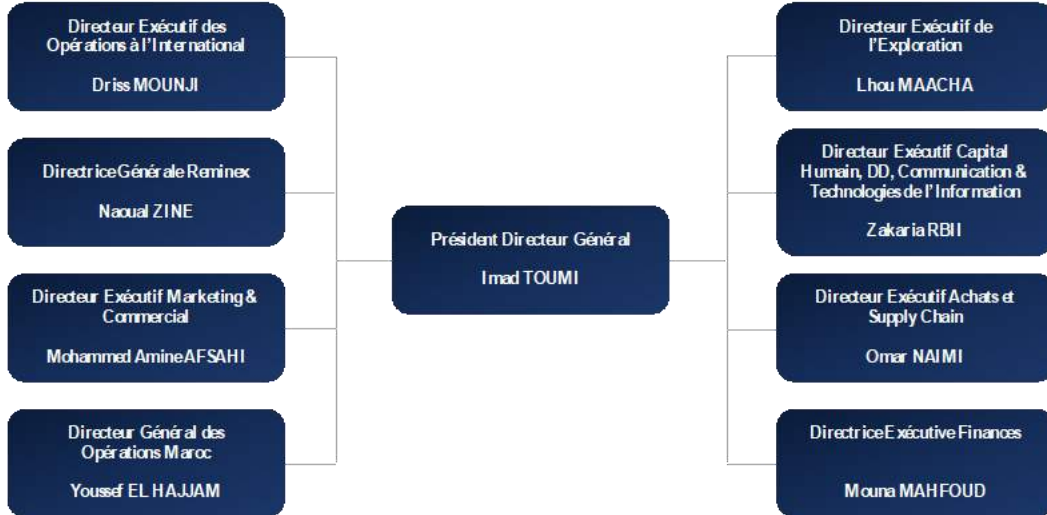 Directeur Exécutif des
Opérations à l'International
Driss MOUNJI
Directrice Générale Reminex
Naoual ZINE
Directeur Exécutif Marketing &
Commercial
Mohammed Amine AFSAHI
Directeur Général des
Opérations Maroc
Youssef EL HAJJAM
Président Directeur Général
Imad TOUMI
Directeur Exécutif de
l'Exploration
Lhou MAACHA
Directeur Exécutif Capital
Humain, DD, Communication &
Technologies de l'Information
Zakaria RBII
Directeur Exécutif Achats et
Supply Chain
Omar NAIMI
Directrice Exécutive Finances
Mouna MAHFOUD